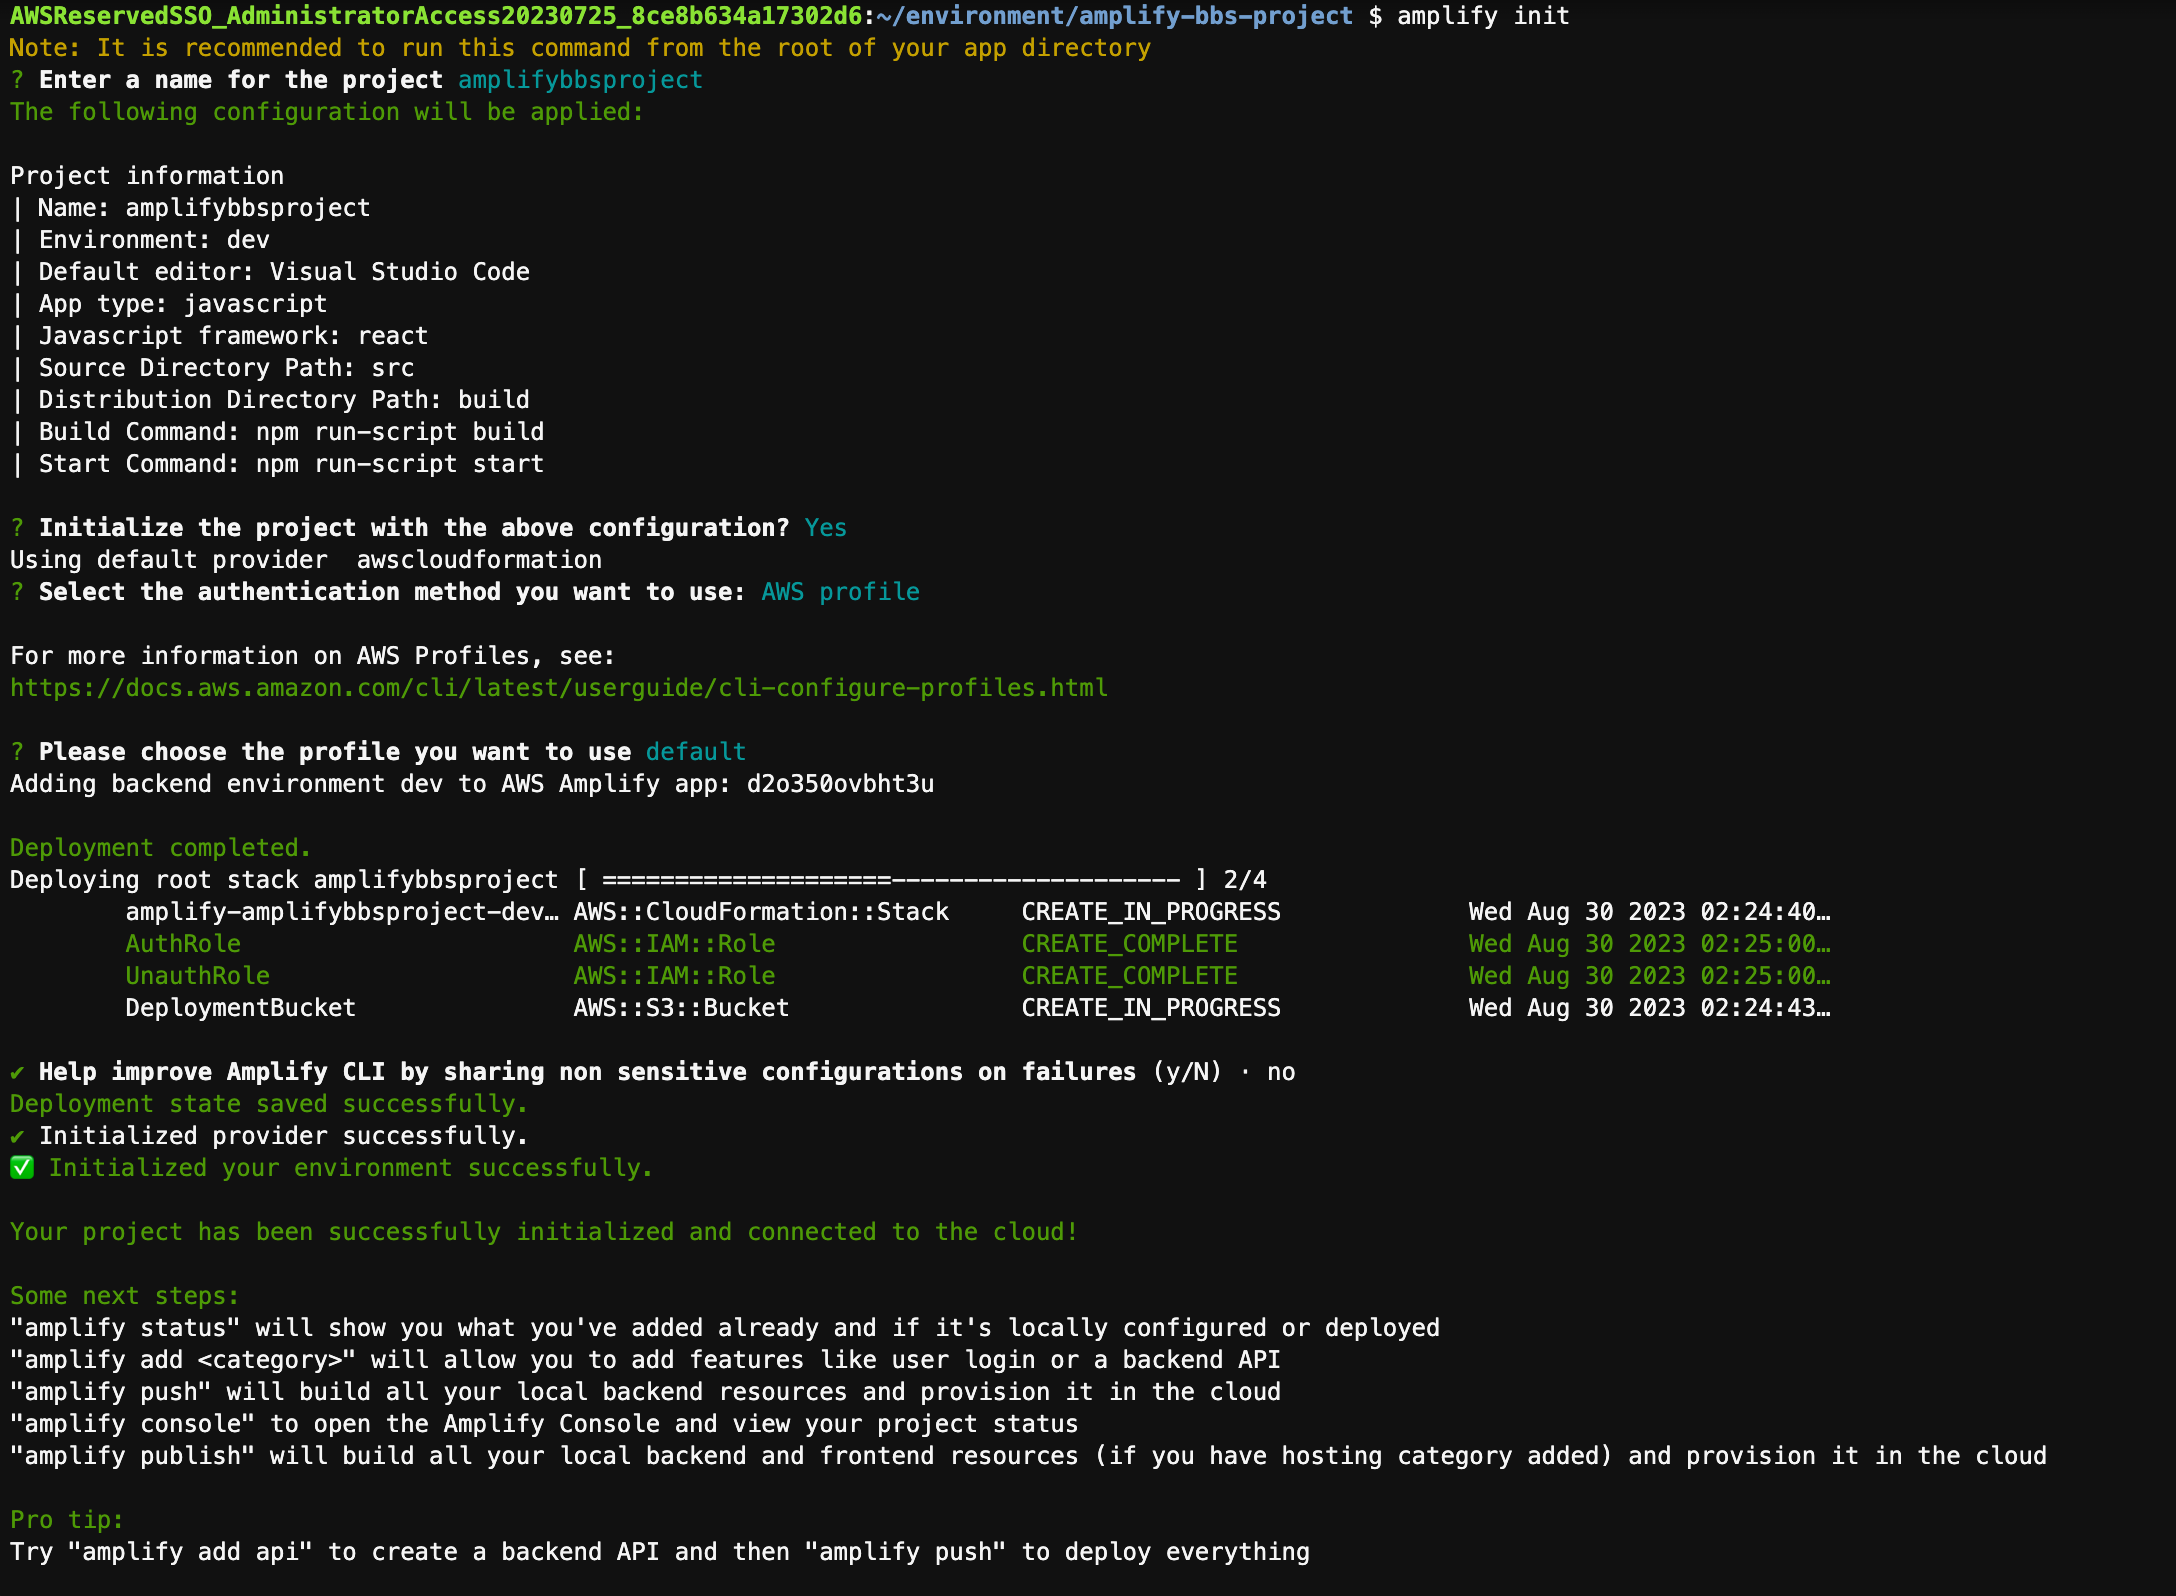 AWSReservedSSO_AdministratorAccess20230725_8ce8b634a17302d6:~/environment/amplify-bbs-project $ amplify init
Note: It is recommended to run this command from the root of your app directory
? Enter a name for the project amplifybbsproject
The following configuration will be applied:

Project information
| Name: amplifybbsproject
| Environment: dev
| Default editor: Visual Studio Code
| App type: javascript
| Javascript framework: react
| Source Directory Path: src
| Distribution Directory Path: build
| Build Command: npm run-script build
| Start Command: npm run-script start

? Initialize the project with the above configuration? Yes
Using default provider  awscloudformation
? Select the authentication method you want to use: AWS profile

For more information on AWS Profiles, see:
https://docs.aws.amazon.com/cli/latest/userguide/cli-configure-profiles.html

? Please choose the profile you want to use default
Adding backend environment dev to AWS Amplify app: d2o350ovbht3u

Deployment completed.
Deploying root stack amplifybbsproject [ ====================-------------------- ] 2/4
        amplify-amplifybbsproject-dev… AWS::CloudFormation::Stack     CREATE_IN_PROGRESS             Wed Aug 30 2023 02:24:40…
        AuthRole                       AWS::IAM::Role                 CREATE_COMPLETE                Wed Aug 30 2023 02:25:00…
        UnauthRole                     AWS::IAM::Role                 CREATE_COMPLETE                Wed Aug 30 2023 02:25:00…
        DeploymentBucket               AWS::S3::Bucket                CREATE_IN_PROGRESS             Wed Aug 30 2023 02:24:43…

✔ Help improve Amplify CLI by sharing non sensitive configurations on failures (y/N) · no
Deployment state saved successfully.
✔ Initialized provider successfully.
✅ Initialized your environment successfully.

Your project has been successfully initialized and connected to the cloud!

Some next steps:
"amplify status" will show you what you've added already and if it's locally configured or deployed
"amplify add <category>" will allow you to add features like user login or a backend API
"amplify push" will build all your local backend resources and provision it in the cloud
"amplify console" to open the Amplify Console and view your project status
"amplify publish" will build all your local backend and frontend resources (if you have hosting category added) and provision it in the cloud

Pro tip:
Try "amplify add api" to create a backend API and then "amplify push" to deploy everything